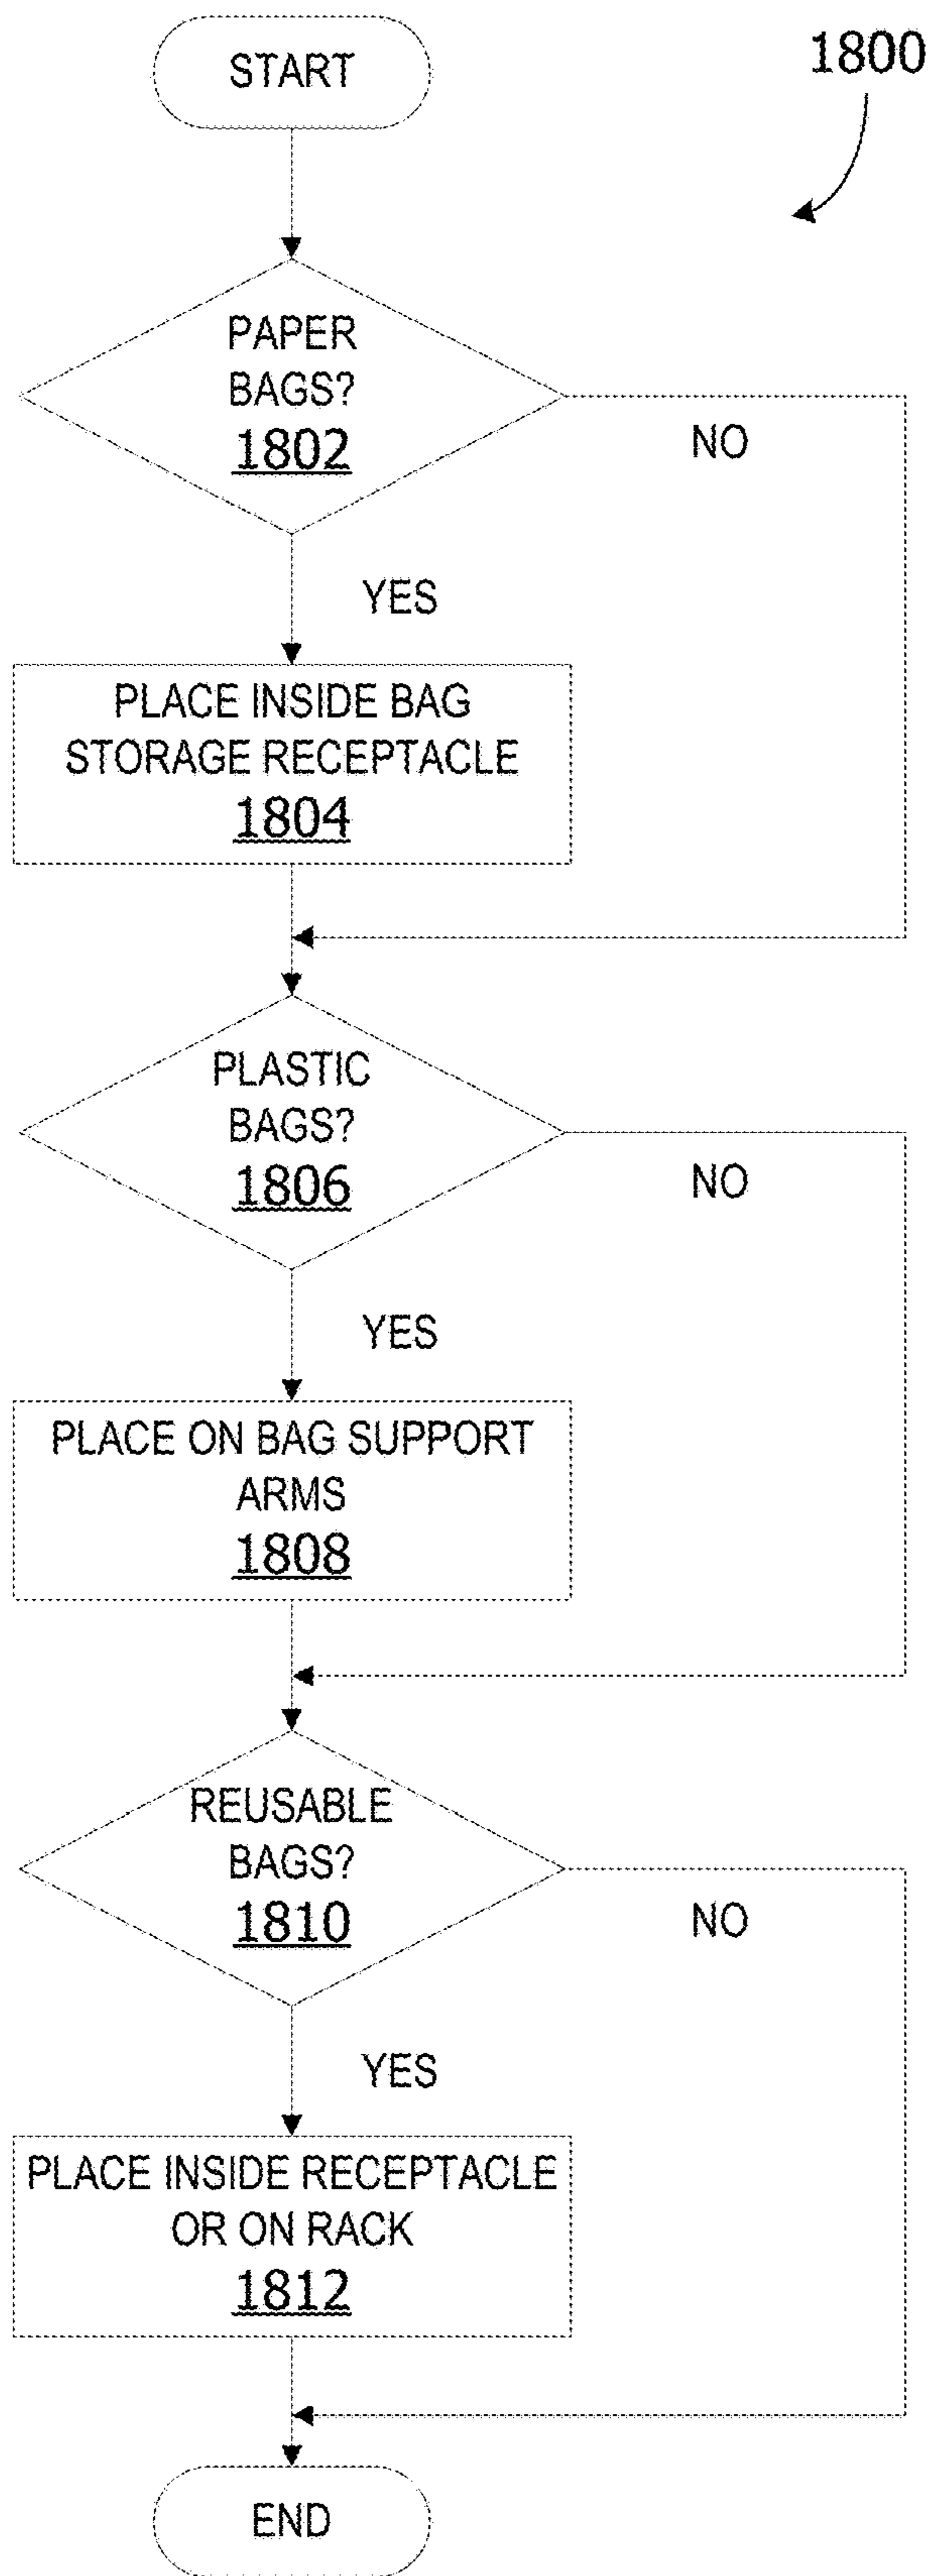 START
1800
PAPER
BAGS?
1802
NO
YES
PLACE INSIDE BAG
STORAGE RECEPTACLE
1804
PLASTIC
BAGS?
1806
NO
YES
PLACE ON BAG SUPPORT
ARMS
1808
REUSABLE
BAGS?
1810
NO
YES
PLACE INSIDE RECEPTACLE
OR ON RACK
1812
END